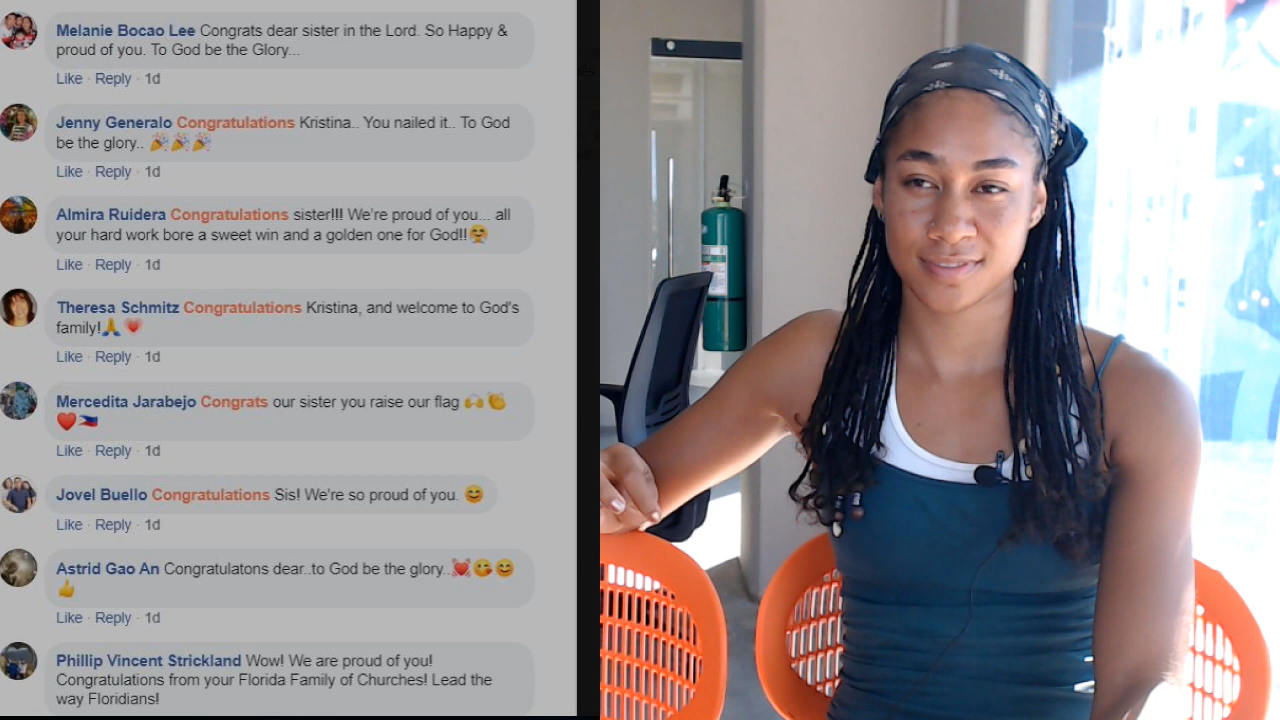 Melanie Bocao Lee Congrats dear sister in the Lord. So Happy &
proud of you. To God be the Glory...
Like · Reply · 1d
Jenny Generalo Congratulations Kristina.. You nailed it.. To God
be the glory.. 🎉🎉🎉
Like · Reply · 1d
Almira Ruidera Congratulations sister!!! We're proud of you... all
your hard work bore a sweet win and a golden one for God!!🤗
Like · Reply · 1d
Theresa Schmitz Congratulations Kristina, and welcome to God's
family!🙏💗
Like · Reply · 1d
Mercedita Jarabejo Congrats our sister you raise our flag 🙌👏
❤️🇵🇭
Like · Reply · 1d
Jovel Buello Congratulations Sis! We're so proud of you. 😊
Like · Reply · 1d
Astrid Gao An Congratulatons dear..to God be the glory..💓😘😊
👍
Like · Reply · 1d
Phillip Vincent Strickland Wow! We are proud of you!
Congratulations from your Florida Family of Churches! Lead the
way Floridians!